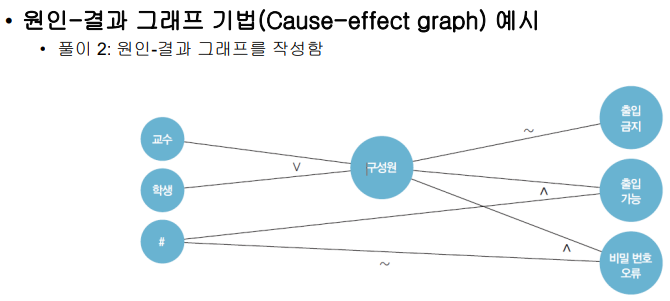 • 원인-결과 그래프 기법(Cause-effect graph) 예시
• 풀이 2: 원인-결과 그래프를 작성함
교수
학생
#
∨
구성원
~
∧
∧
~
출입
금지
출입
가능
비밀 번호
오류